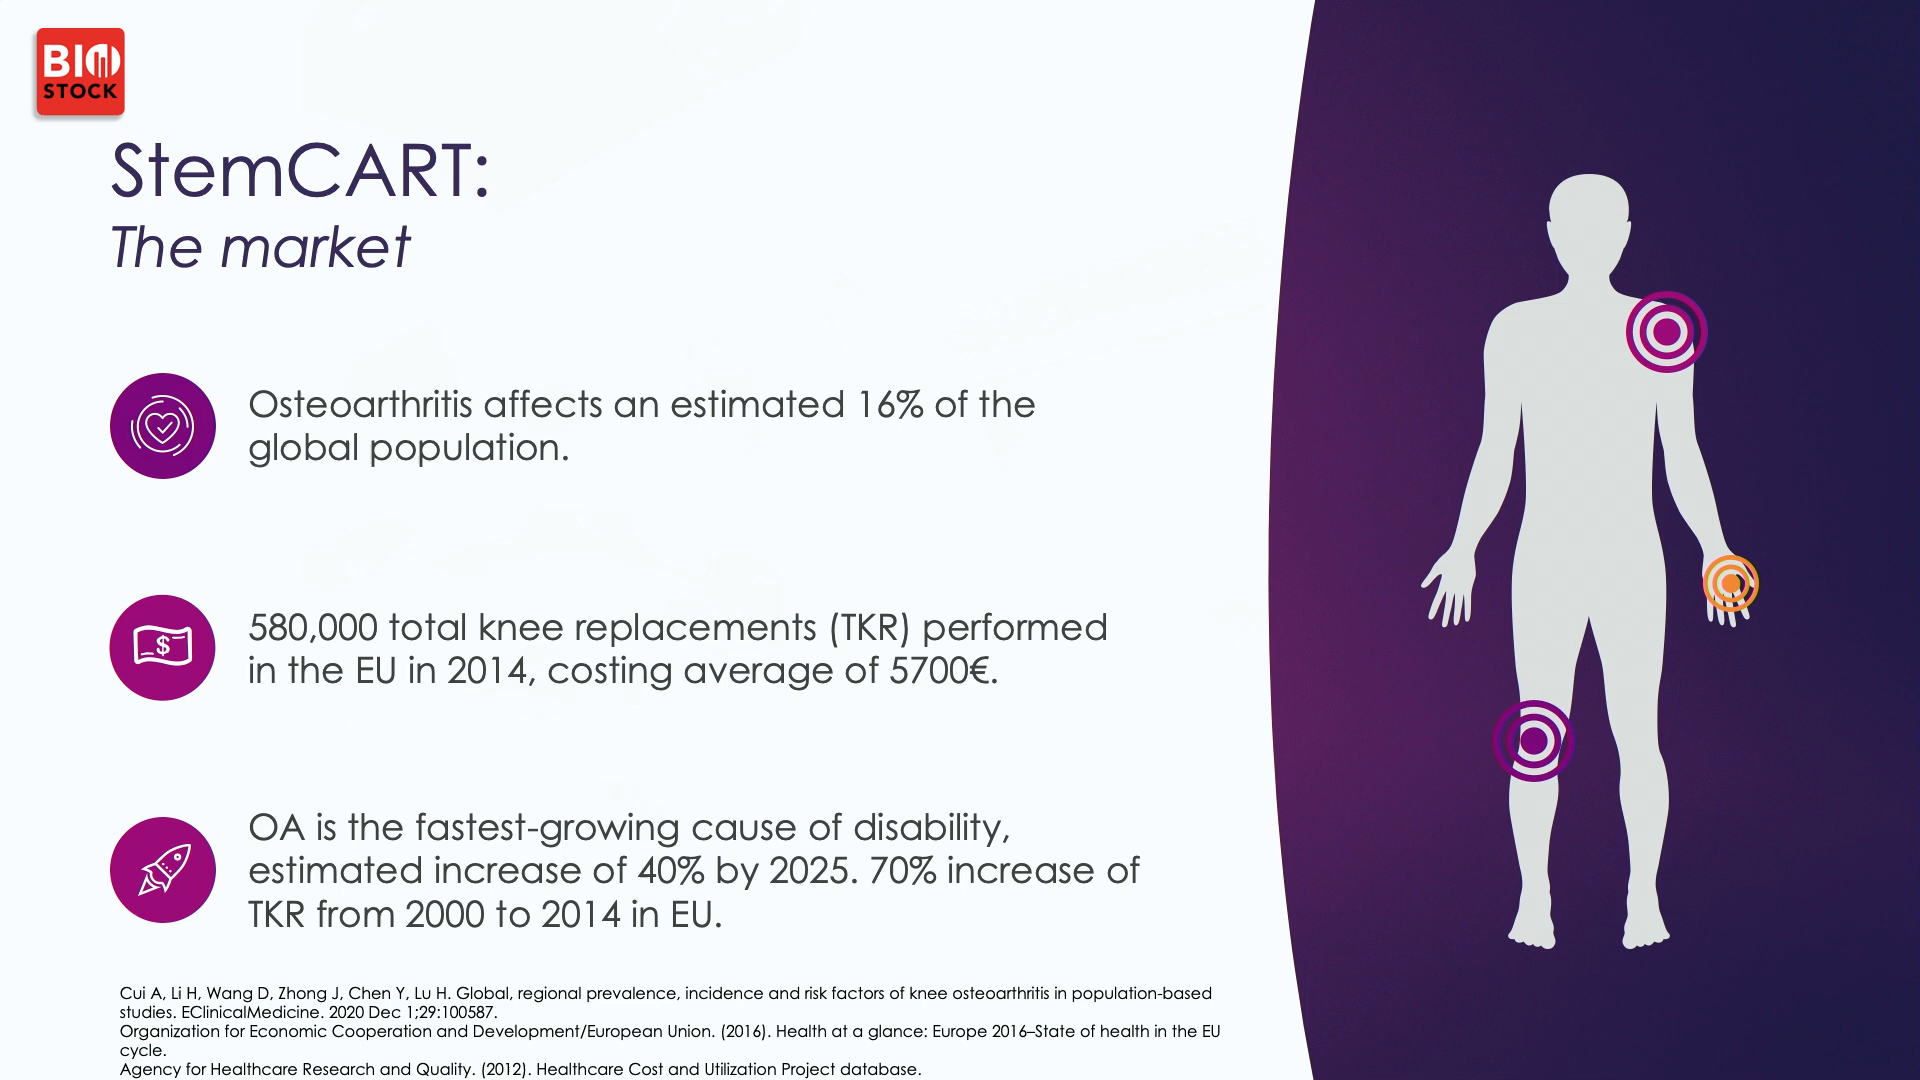 BIO
STOCK
StemCART:
The market
Osteoarthritis affects an estimated 16% of the
global population.
$
580,000 total knee replacements (TKR) performed
in the EU in 2014, costing average of 5700€.
OA is the fastest-growing cause of disability,
estimated increase of 40% by 2025. 70% increase of
TKR from 2000 to 2014 in EU.
Cui A, Li H, Wang D, Zhong J, Chen Y, Lu H. Global, regional prevalence, incidence and risk factors of knee osteoarthritis in population-based
studies. EClinicalMedicine. 2020 Dec 1;29:100587.
Organization for Economic Cooperation and Development/European Union. (2016). Health at a glance: Europe 2016–State of health in the EU
cycle.
Agency for Healthcare Research and Quality. (2012). Healthcare Cost and Utilization Project database.